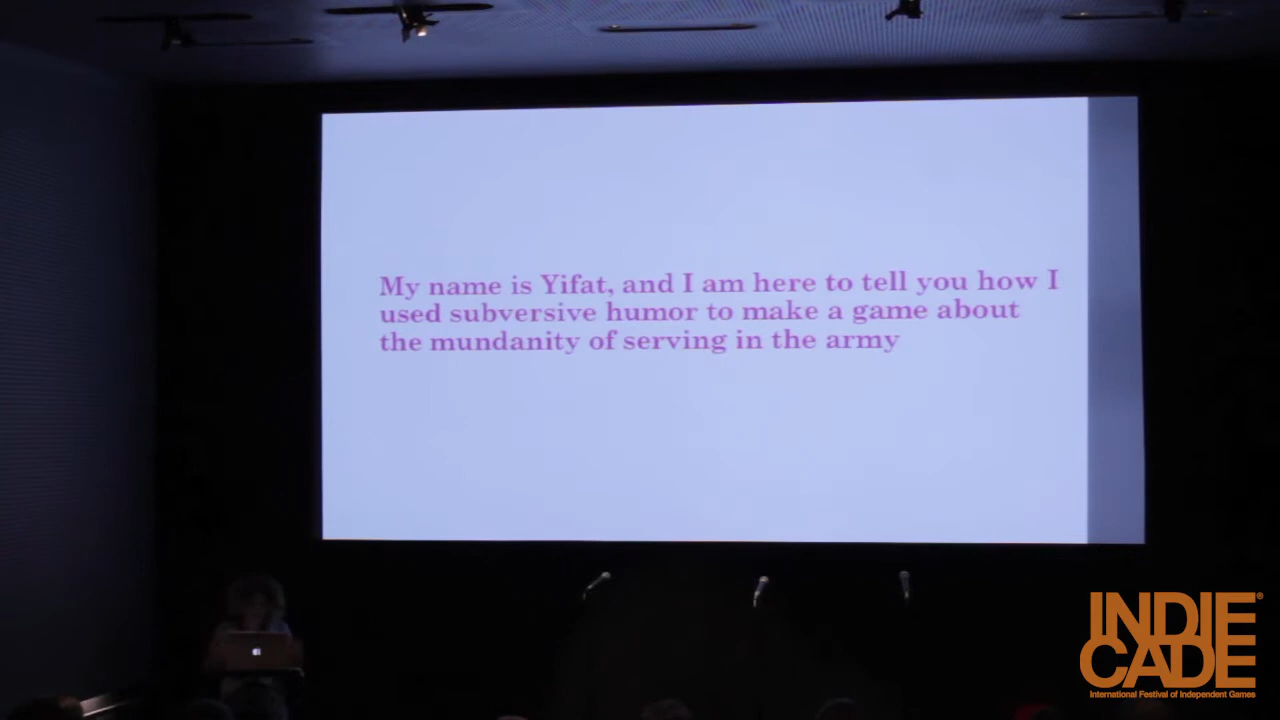 My name is Yifat, and I am here to tell you how I
used subversive humor to make a game about
the mundanity of serving in the army
INDIE
CADE
International Festival of Independent Games